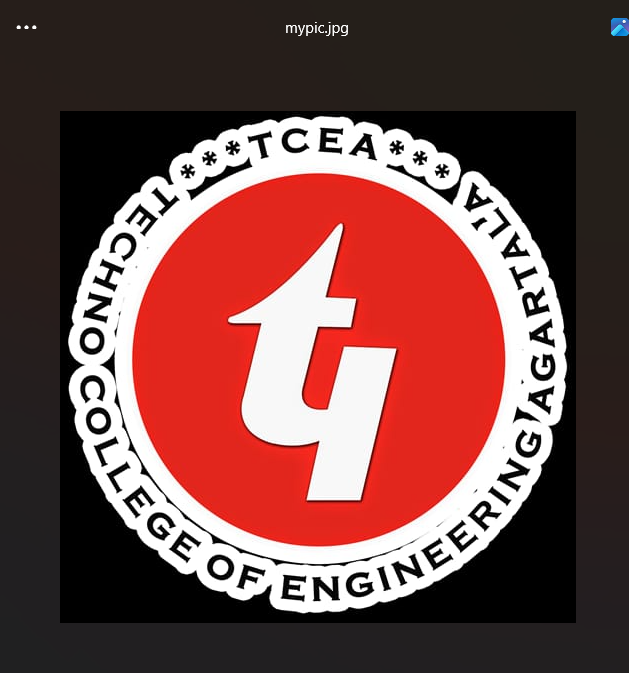 mypic.jpg
***TCEA***
TECHNO COLLEGE OF ENGINEERING AGARTALA